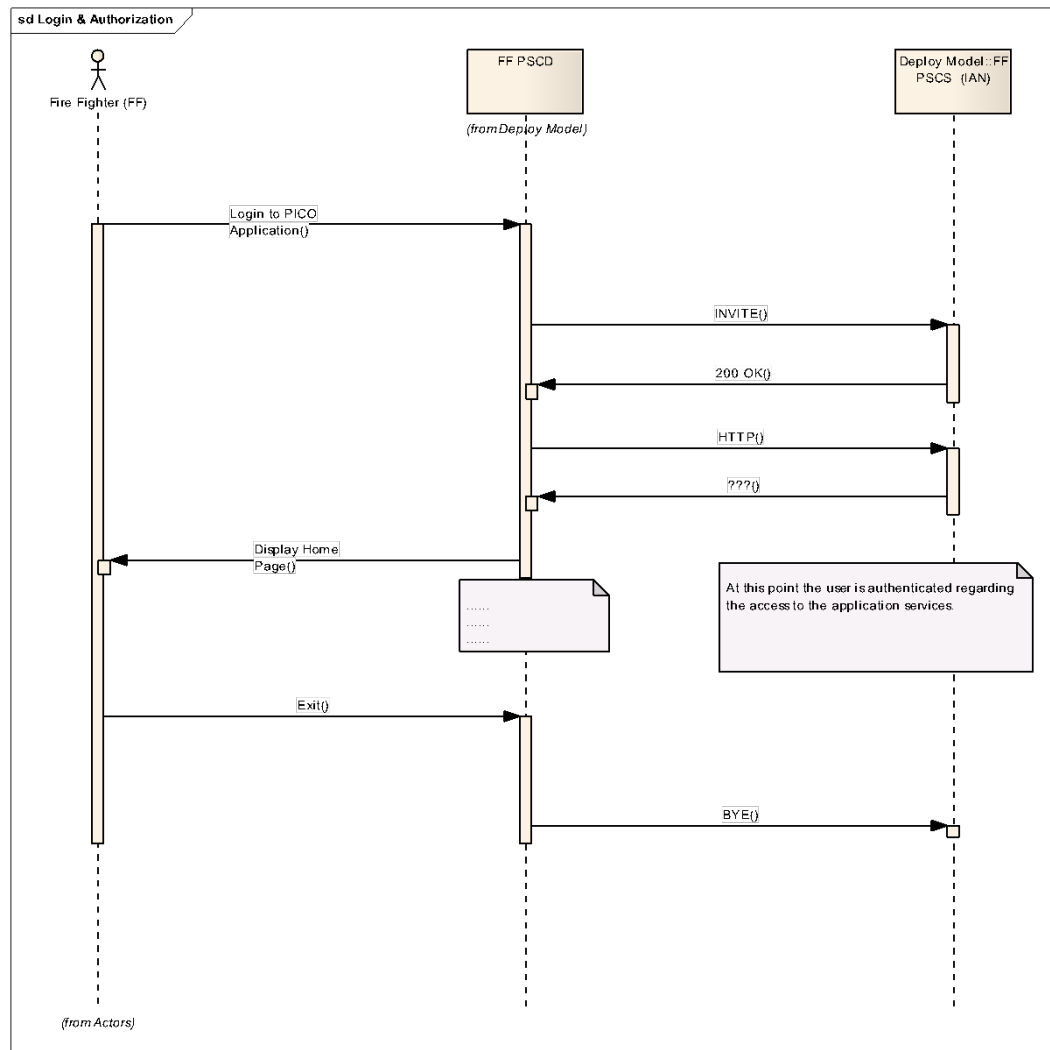 sd Login & Authorization
Fire Fighter (FF)
FF PSCD
(from Deploy Model)
Deploy Model::FF
PSCS (IAN)
Login to PICO
Application()
INVITE()
200 OK()
HTTP()
???()
Display Home
Page()
......
......
......
At this point the user is authenticated regarding
the access to the application services.
Exit()
BYE()
(from Actors)